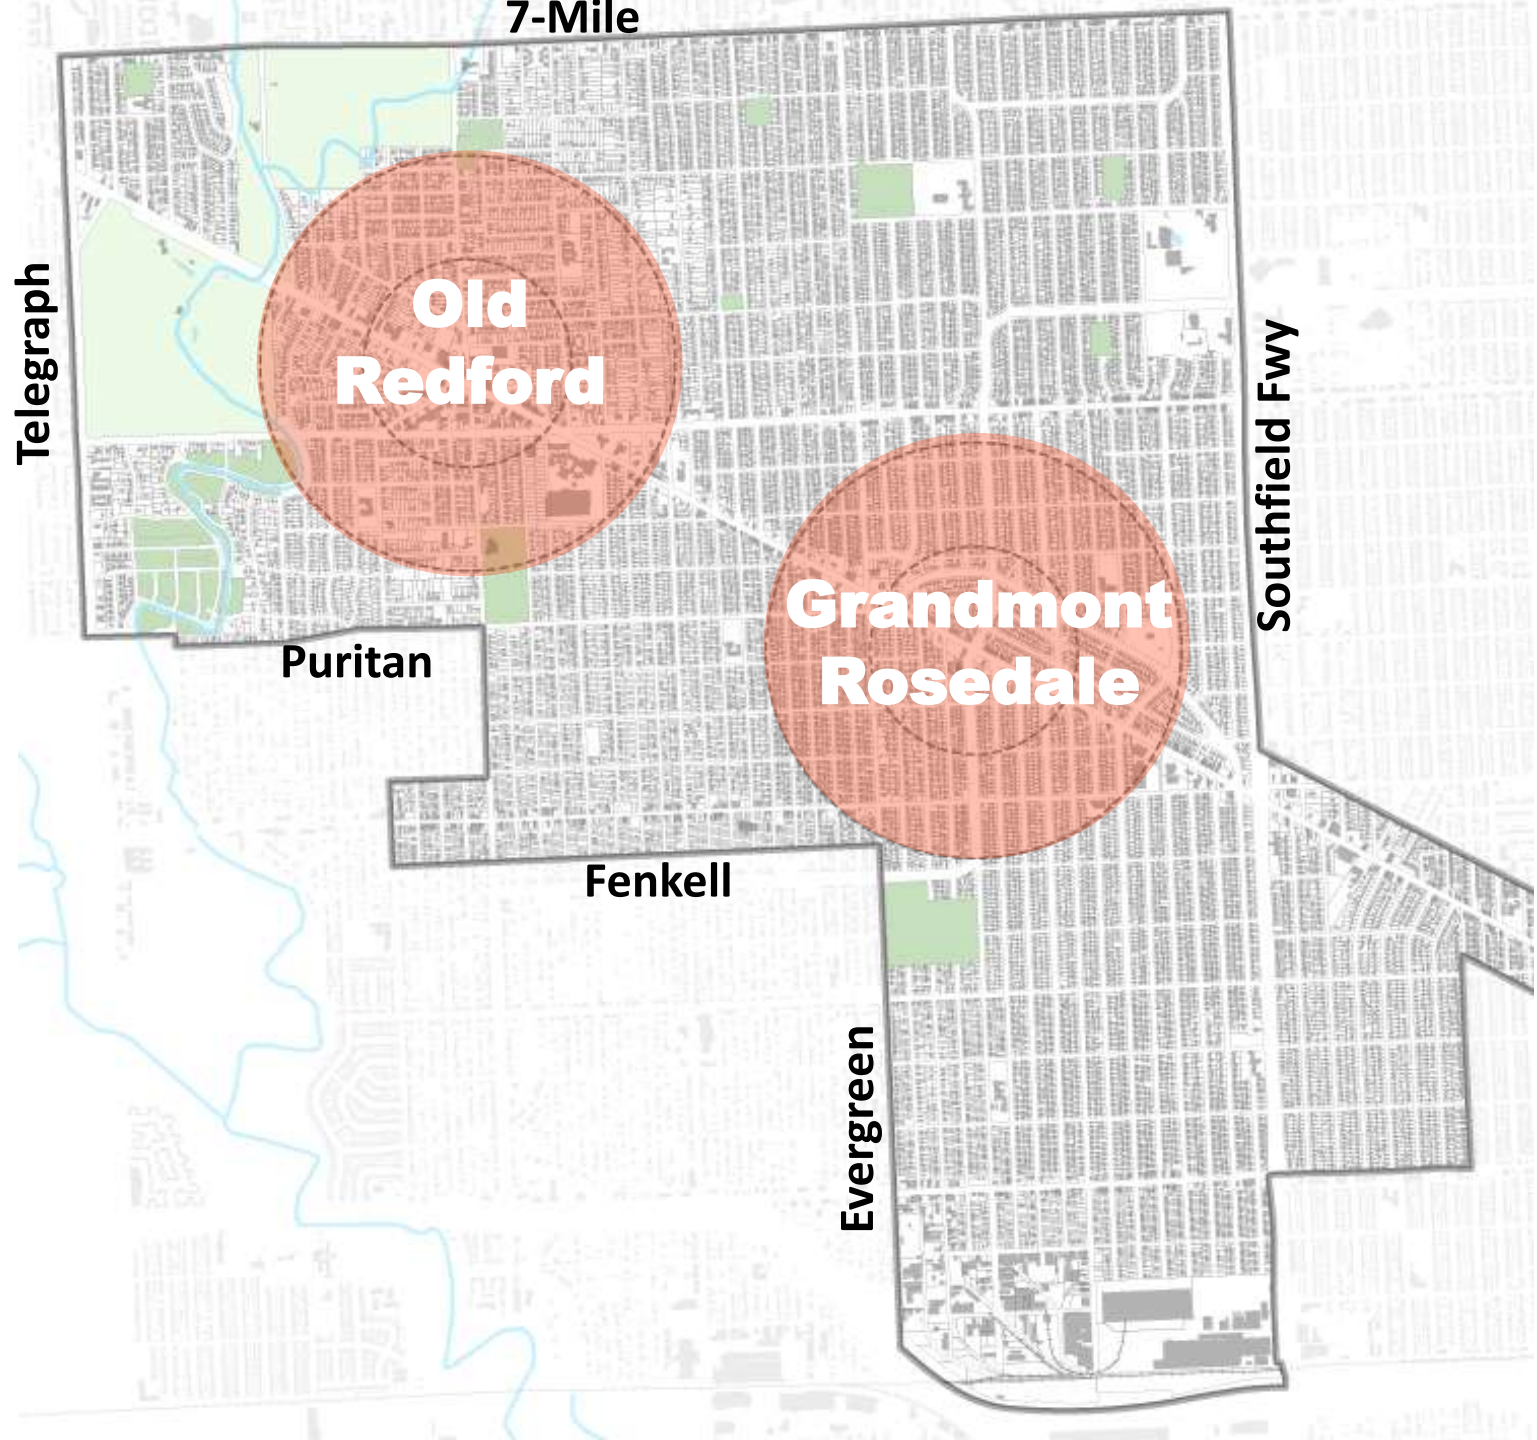 7-Mile
Telegraph
Old
Redford
Southfield Fwy
Grandmont
Rosedale
Puritan
Fenkell
Evergreen